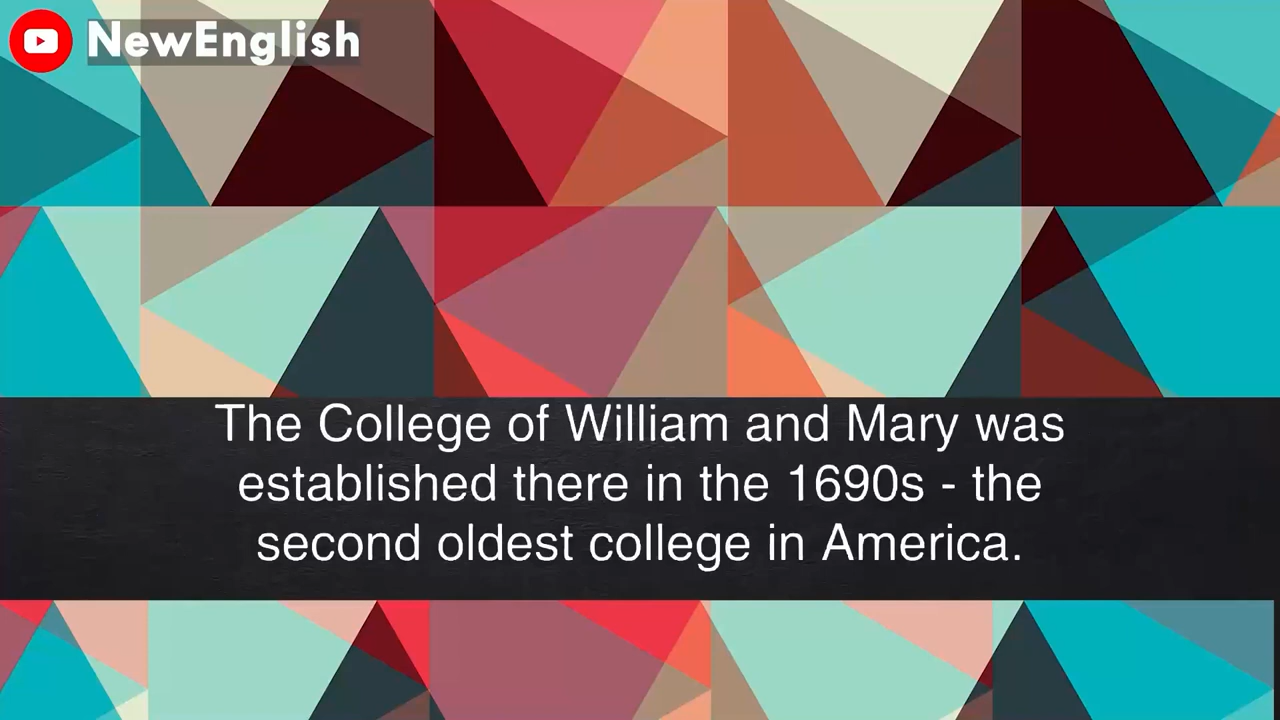 NewEnglish
The College of William and Mary was
established there in the 1690s - the
second oldest college in America.